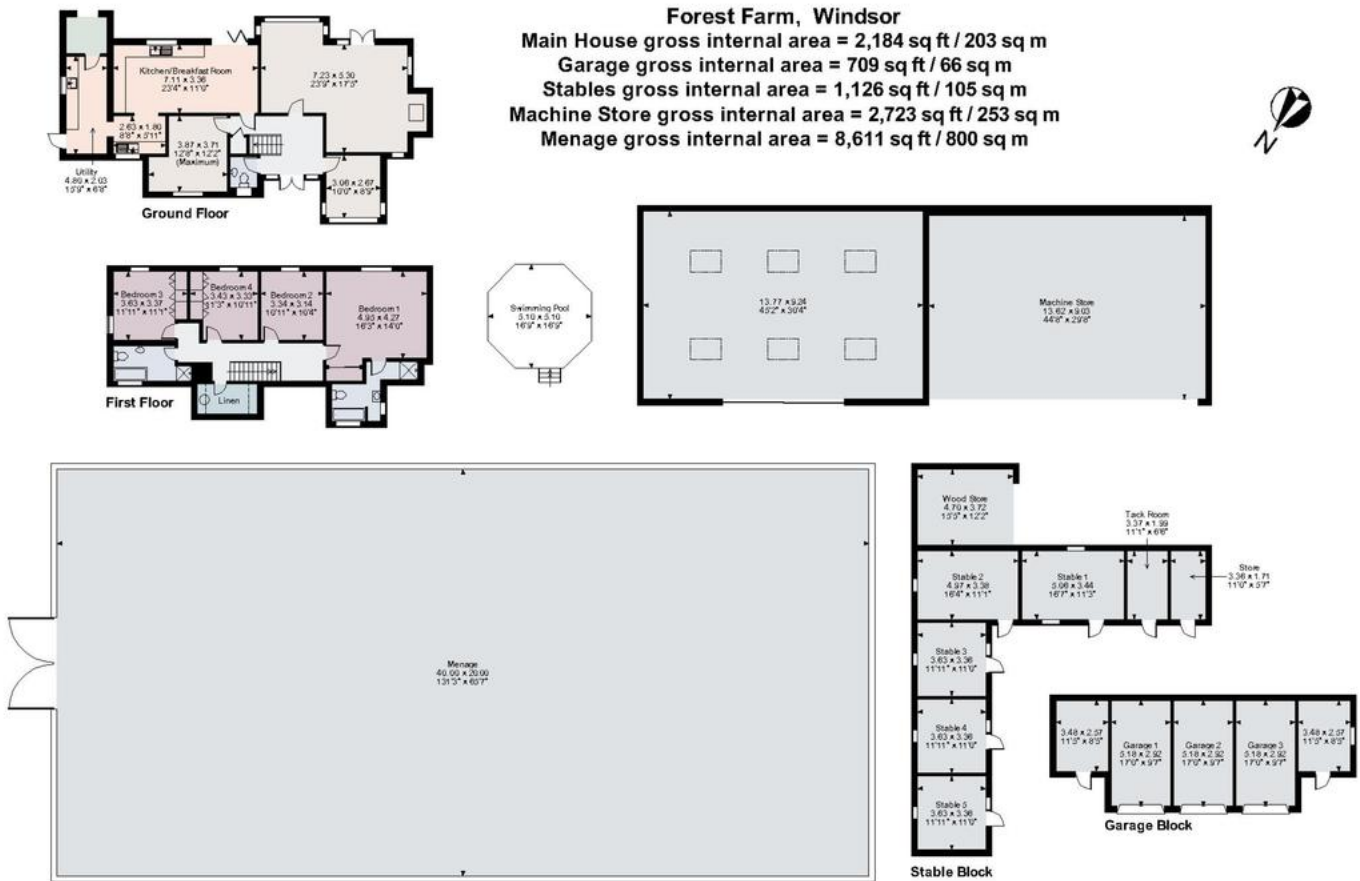 Forest Farm, Windsor
Main House gross internal area = 2,184 sq ft / 203 sq m
Garage gross internal area = 709 sq ft / 66 sq m
Stables gross internal area = 1,126 sq ft / 105 sq m
Machine Store gross internal area = 2,723 sq ft / 253 sq m
Menage gross internal area = 8,611 sq ft / 800 sq m
N
Kitchen/Breakfast Room
7.11 x 3.36
23'4" x 11'0"
7.23 x 5.30
23'9" x 17'5"
2.63 x 1.80
8'8" x 5'11"
3.87 x 3.71
12'8" x 12'2"
(Maximum)
Utility
4.80 x 2.03
15'9" x 6'8"
3.06 x 2.67
10'0" x 8'9"
Ground Floor
Bedroom 3
3.63 x 3.37
11'11" x 11'1"
Bedroom 4
3.43 x 3.33
11'3" x 10'11"
Bedroom 2
3.34 x 3.14
10'11" x 10'4"
Bedroom 1
4.95 x 4.27
16'3" x 14'0"
Linen
First Floor
Swimming Pool
5.10 x 5.10
16'9" x 16'9"
13.77 x 9.24
45'2" x 30'4"
Machine Store
13.62 x 9.03
44'8" x 29'8"
Menage
40.00 x 20.00
131'3" x 65'7"
Wood Store
4.70 x 3.72
15'5" x 12'2"
Tack Room
3.37 x 1.99
11'1" x 6'6"
Store
3.36 x 1.71
11'0" x 5'7"
Stable 2
4.97 x 3.38
16'4" x 11'1"
Stable 1
5.06 x 3.44
16'7" x 11'3"
Stable 3
3.63 x 3.36
11'11" x 11'0"
Stable 4
3.63 x 3.36
11'11" x 11'0"
Stable 5
3.63 x 3.36
11'11" x 11'0"
Stable Block
3.48 x 2.57
11'5" x 8'5"
Garage 1
5.18 x 2.92
17'0" x 9'7"
Garage 2
5.18 x 2.92
17'0" x 9'7"
Garage 3
5.18 x 2.92
17'0" x 9'7"
3.48 x 2.57
11'5" x 8'5"
Garage Block